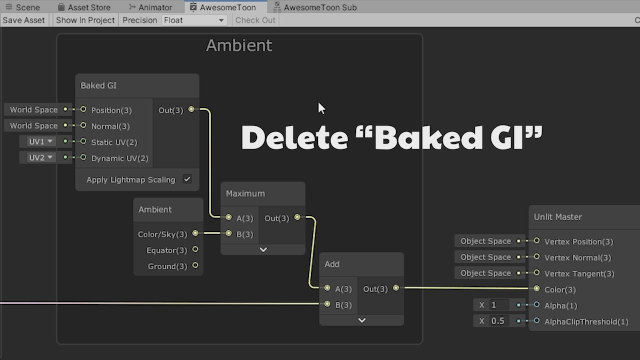 Scene
Asset Store
Animator
AwesomeToon
AwesomeToon Sub
Save Asset
Show In Project
Precision
Float
Check Out
Ambient
Baked GI
World Space
Position(3)
Out(3)
World Space
Normal(3)
UV1
Static UV(2)
UV2
Dynamic UV(2)
Apply Lightmap Scaling
Delete “Baked GI”
Ambient
Color/Sky(3)
Equator(3)
Ground(3)
Maximum
A(3)
Out(3)
B(3)
Add
A(3)
Out(3)
B(3)
Unlit Master
Object Space
Vertex Position(3)
Object Space
Vertex Normal(3)
Object Space
Vertex Tangent(3)
Color(3)
X 1
Alpha(1)
X 0.5
AlphaClipThreshold(1)